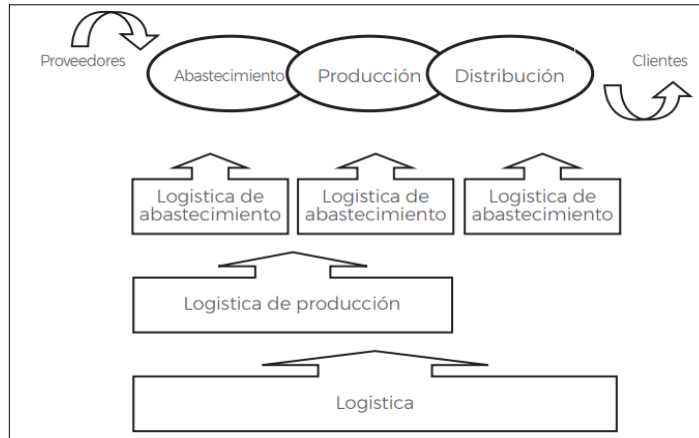 Proveedores
Abastecimiento
Producción
Distribución
Clientes
Logistica de
abastecimiento
Logistica de
abastecimiento
Logistica de
abastecimiento
Logistica de producción
Logistica